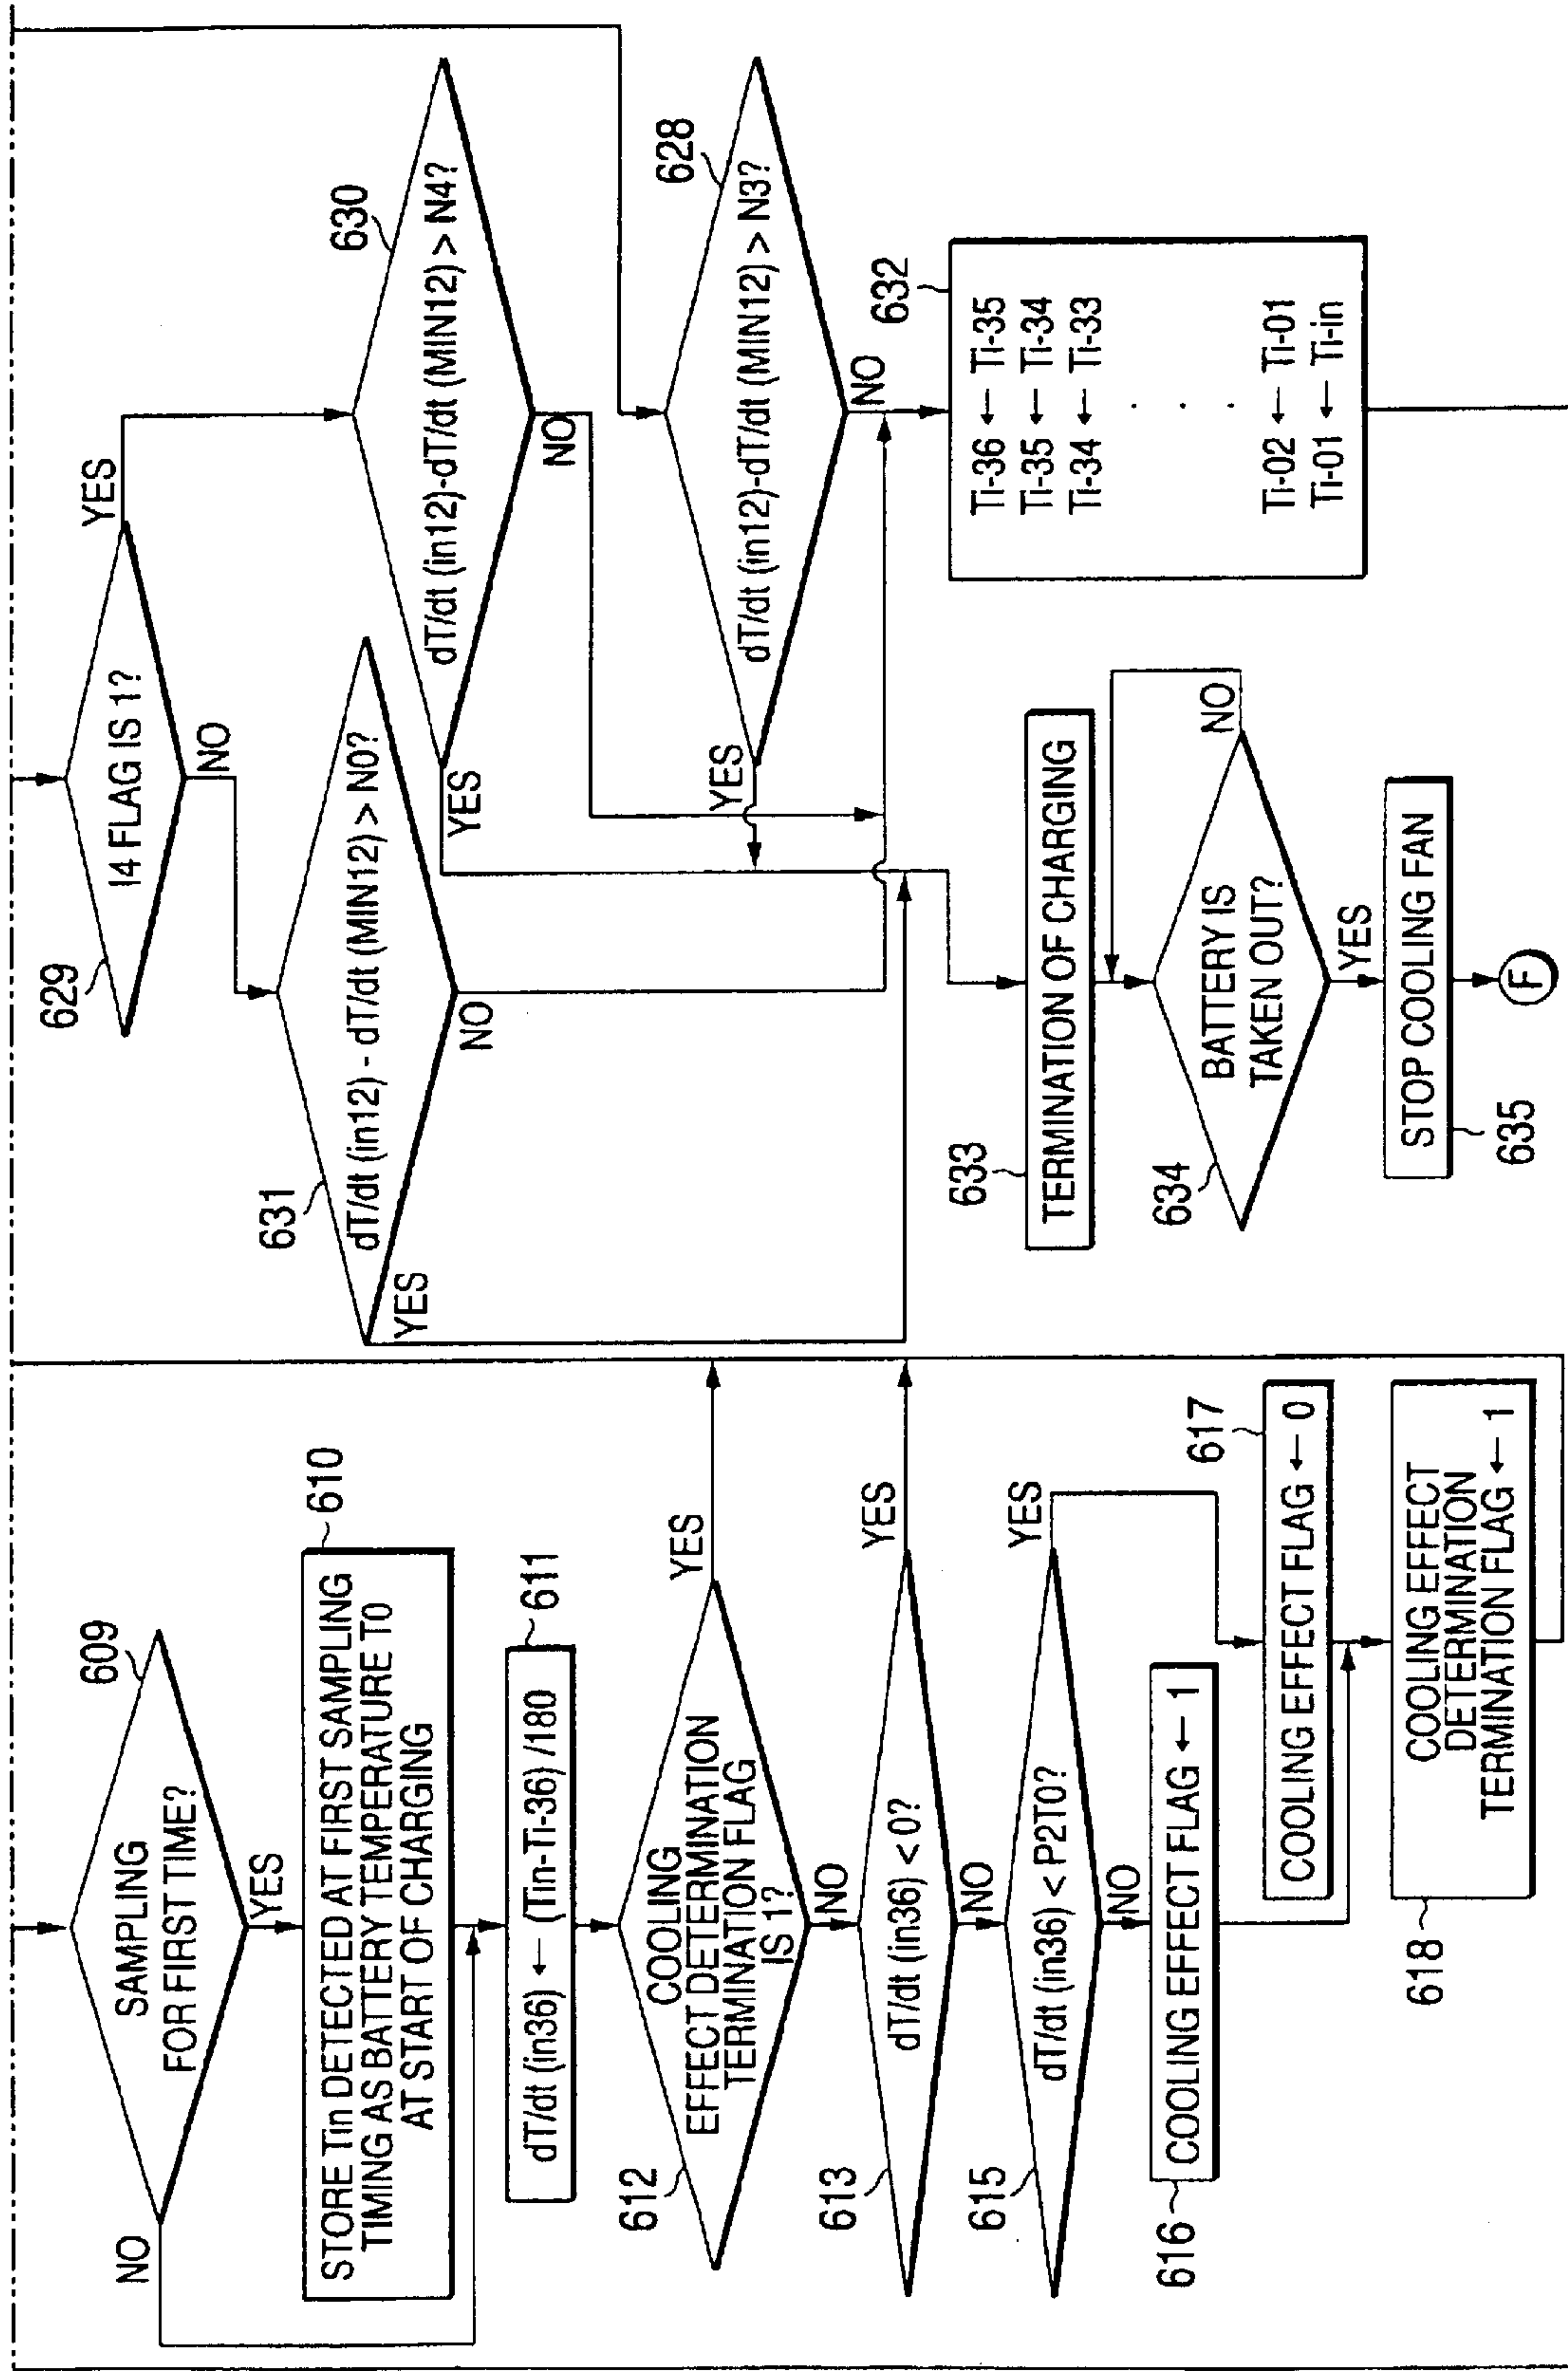 609
SAMPLING
FOR FIRST TIME?
NO
YES
610
STORE Tin DETECTED AT FIRST SAMPLING
TIMING AS BATTERY TEMPERATURE TO
AT START OF CHARGING
611
dT/dt (in36) ← (Tin-Ti-36) /180
612
COOLING
EFFECT DETERMINATION
TERMINATION FLAG
IS 1?
YES
NO
613
dT/dt (in36) < 0?
YES
NO
615
dT/dt (in36) < P2T0?
YES
NO
616
COOLING EFFECT FLAG ← 1
617
COOLING EFFECT FLAG ← 0
618
COOLING EFFECT
DETERMINATION
TERMINATION FLAG ← 1
629
I4 FLAG IS 1?
YES
NO
631
dT/dt (in12) - dT/dt (MIN12) > N0?
YES
NO
630
dT/dt (in12)-dT/dt (MIN12) > N4?
YES
NO
628
dT/dt (in12)-dT/dt (MIN12) > N3?
YES
NO
632
Ti-36 ← Ti-35
Ti-35 ← Ti-34
Ti-34 ← Ti-33
. . .
Ti-02 ← Ti-01
Ti-01 ← Ti-in
633
TERMINATION OF CHARGING
634
BATTERY IS
TAKEN OUT?
NO
YES
STOP COOLING FAN
635
F